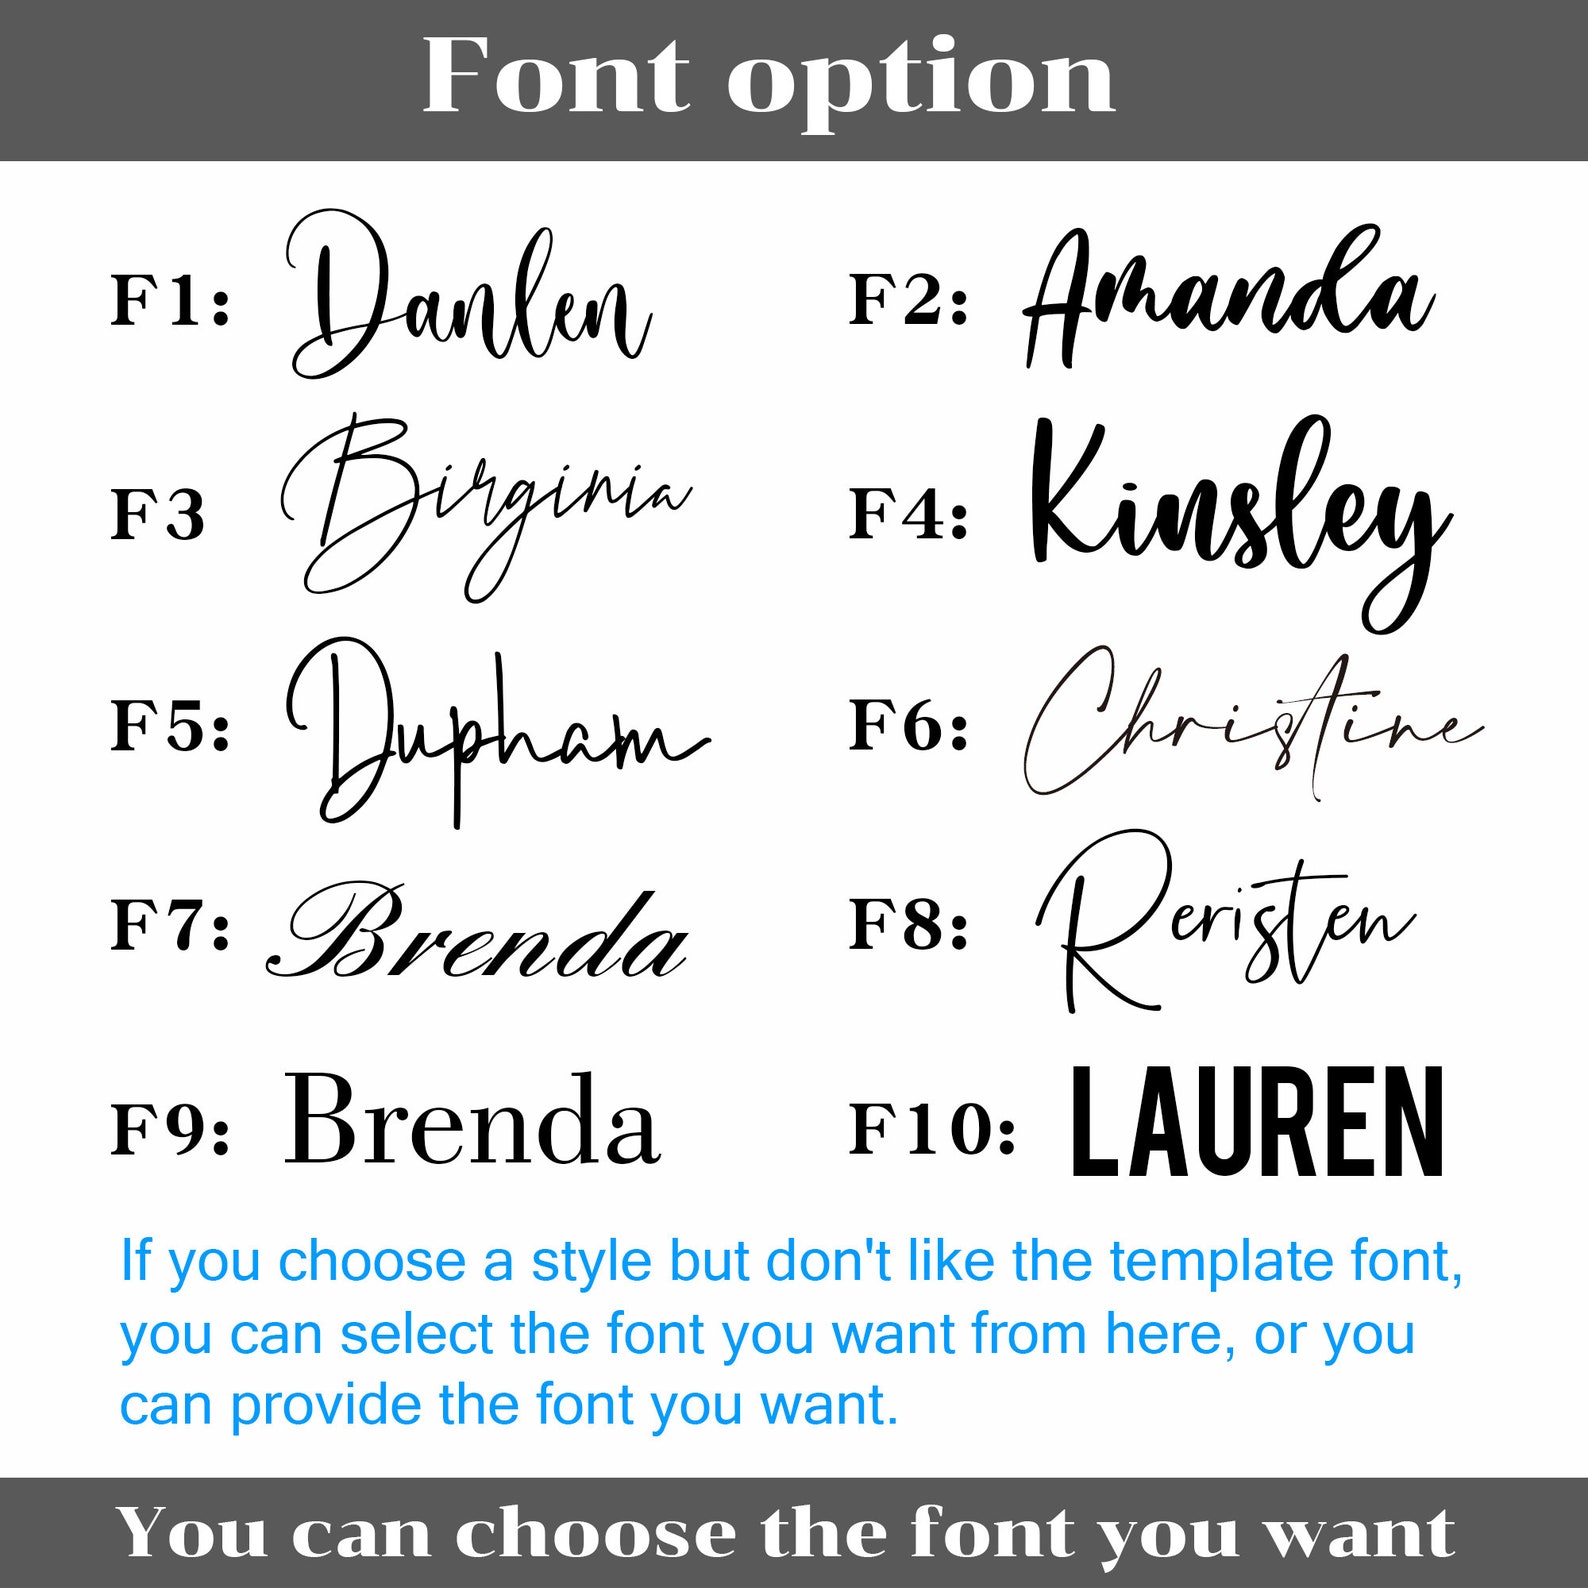 Font option
F1: Danlen
F2: Amanda
F3 Birginia
F4: Kinsley
F5: Dupham
F6: Christine
F7: Brenda
F8: Reristen
F9: Brenda
F10: LAUREN
If you choose a style but don't like the template font,
you can select the font you want from here, or you
can provide the font you want.
You can choose the font you want